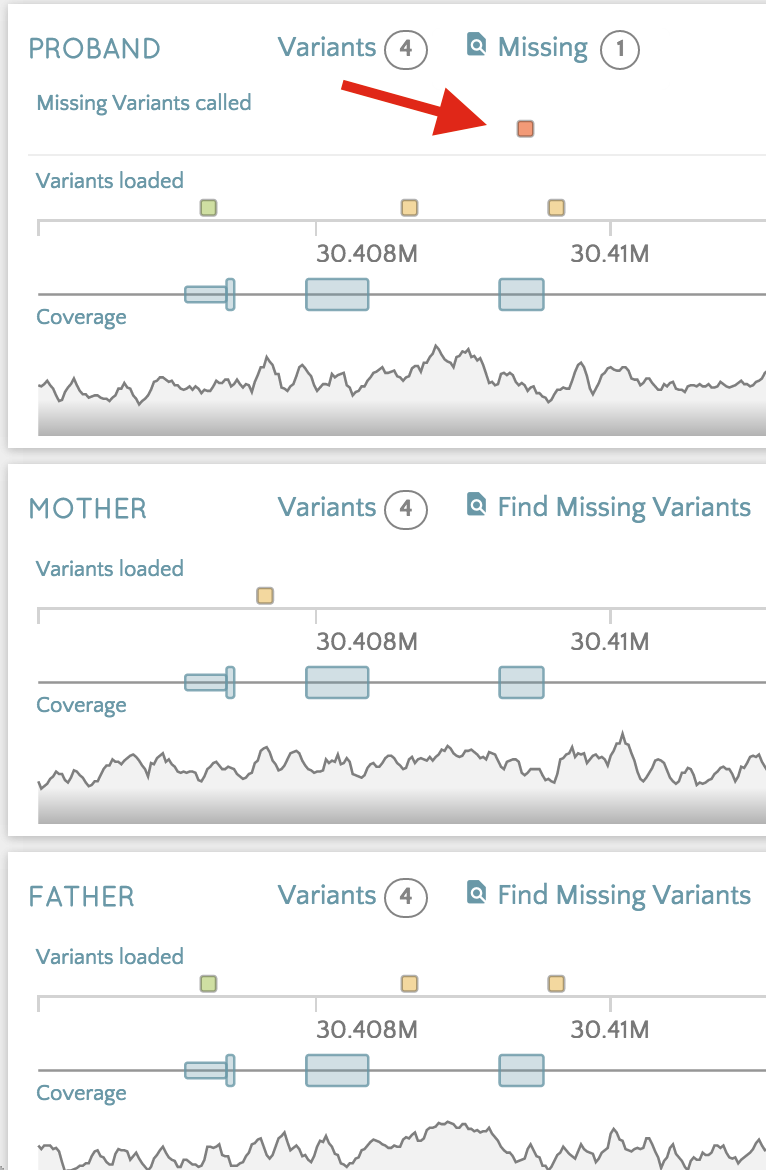 PROBAND Variants 4 Missing 1
Missing Variants called
Variants loaded
30.408M 30.41M
Coverage
MOTHER Variants 4 Find Missing Variants
Variants loaded
30.408M 30.41M
Coverage
FATHER Variants 4 Find Missing Variants
Variants loaded
30.408M 30.41M
Coverage